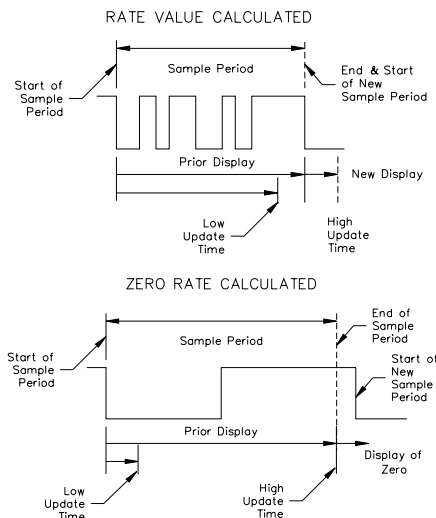 RATE VALUE CALCULATED
Sample Period
Start of
Sample
Period
End & Start
of New
Sample Period
Prior Display
New Display
Low
Update
Time
High
Update
Time
ZERO RATE CALCULATED
End of
Sample
Period
Sample Period
Start of
Sample
Period
Start of
New
Sample
Period
Prior Display
Display of
Zero
Low
Update
Time
High
Update
Time